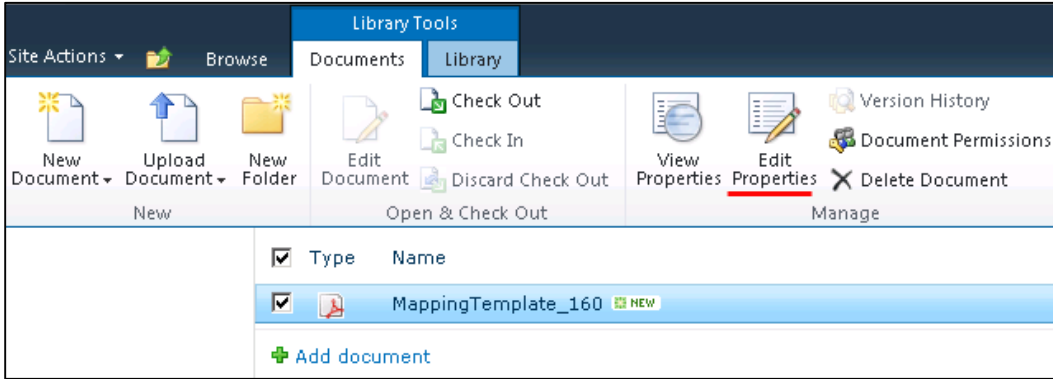 Library Tools
Site Actions Browse Documents Library
New Document Upload Document New Folder
Edit Document Check Out
Check In
Discard Check Out
View Properties Edit Properties Version History
Document Permissions
Delete Document
New Open & Check Out Manage
Type Name
MappingTemplate_160 NEW
Add document